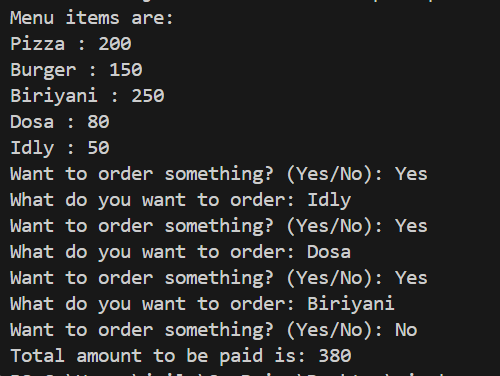 Menu items are:
Pizza : 200
Burger : 150
Biriyani : 250
Dosa : 80
Idly : 50
Want to order something? (Yes/No): Yes
What do you want to order: Idly
Want to order something? (Yes/No): Yes
What do you want to order: Dosa
Want to order something? (Yes/No): Yes
What do you want to order: Biriyani
Want to order something? (Yes/No): No
Total amount to be paid is: 380